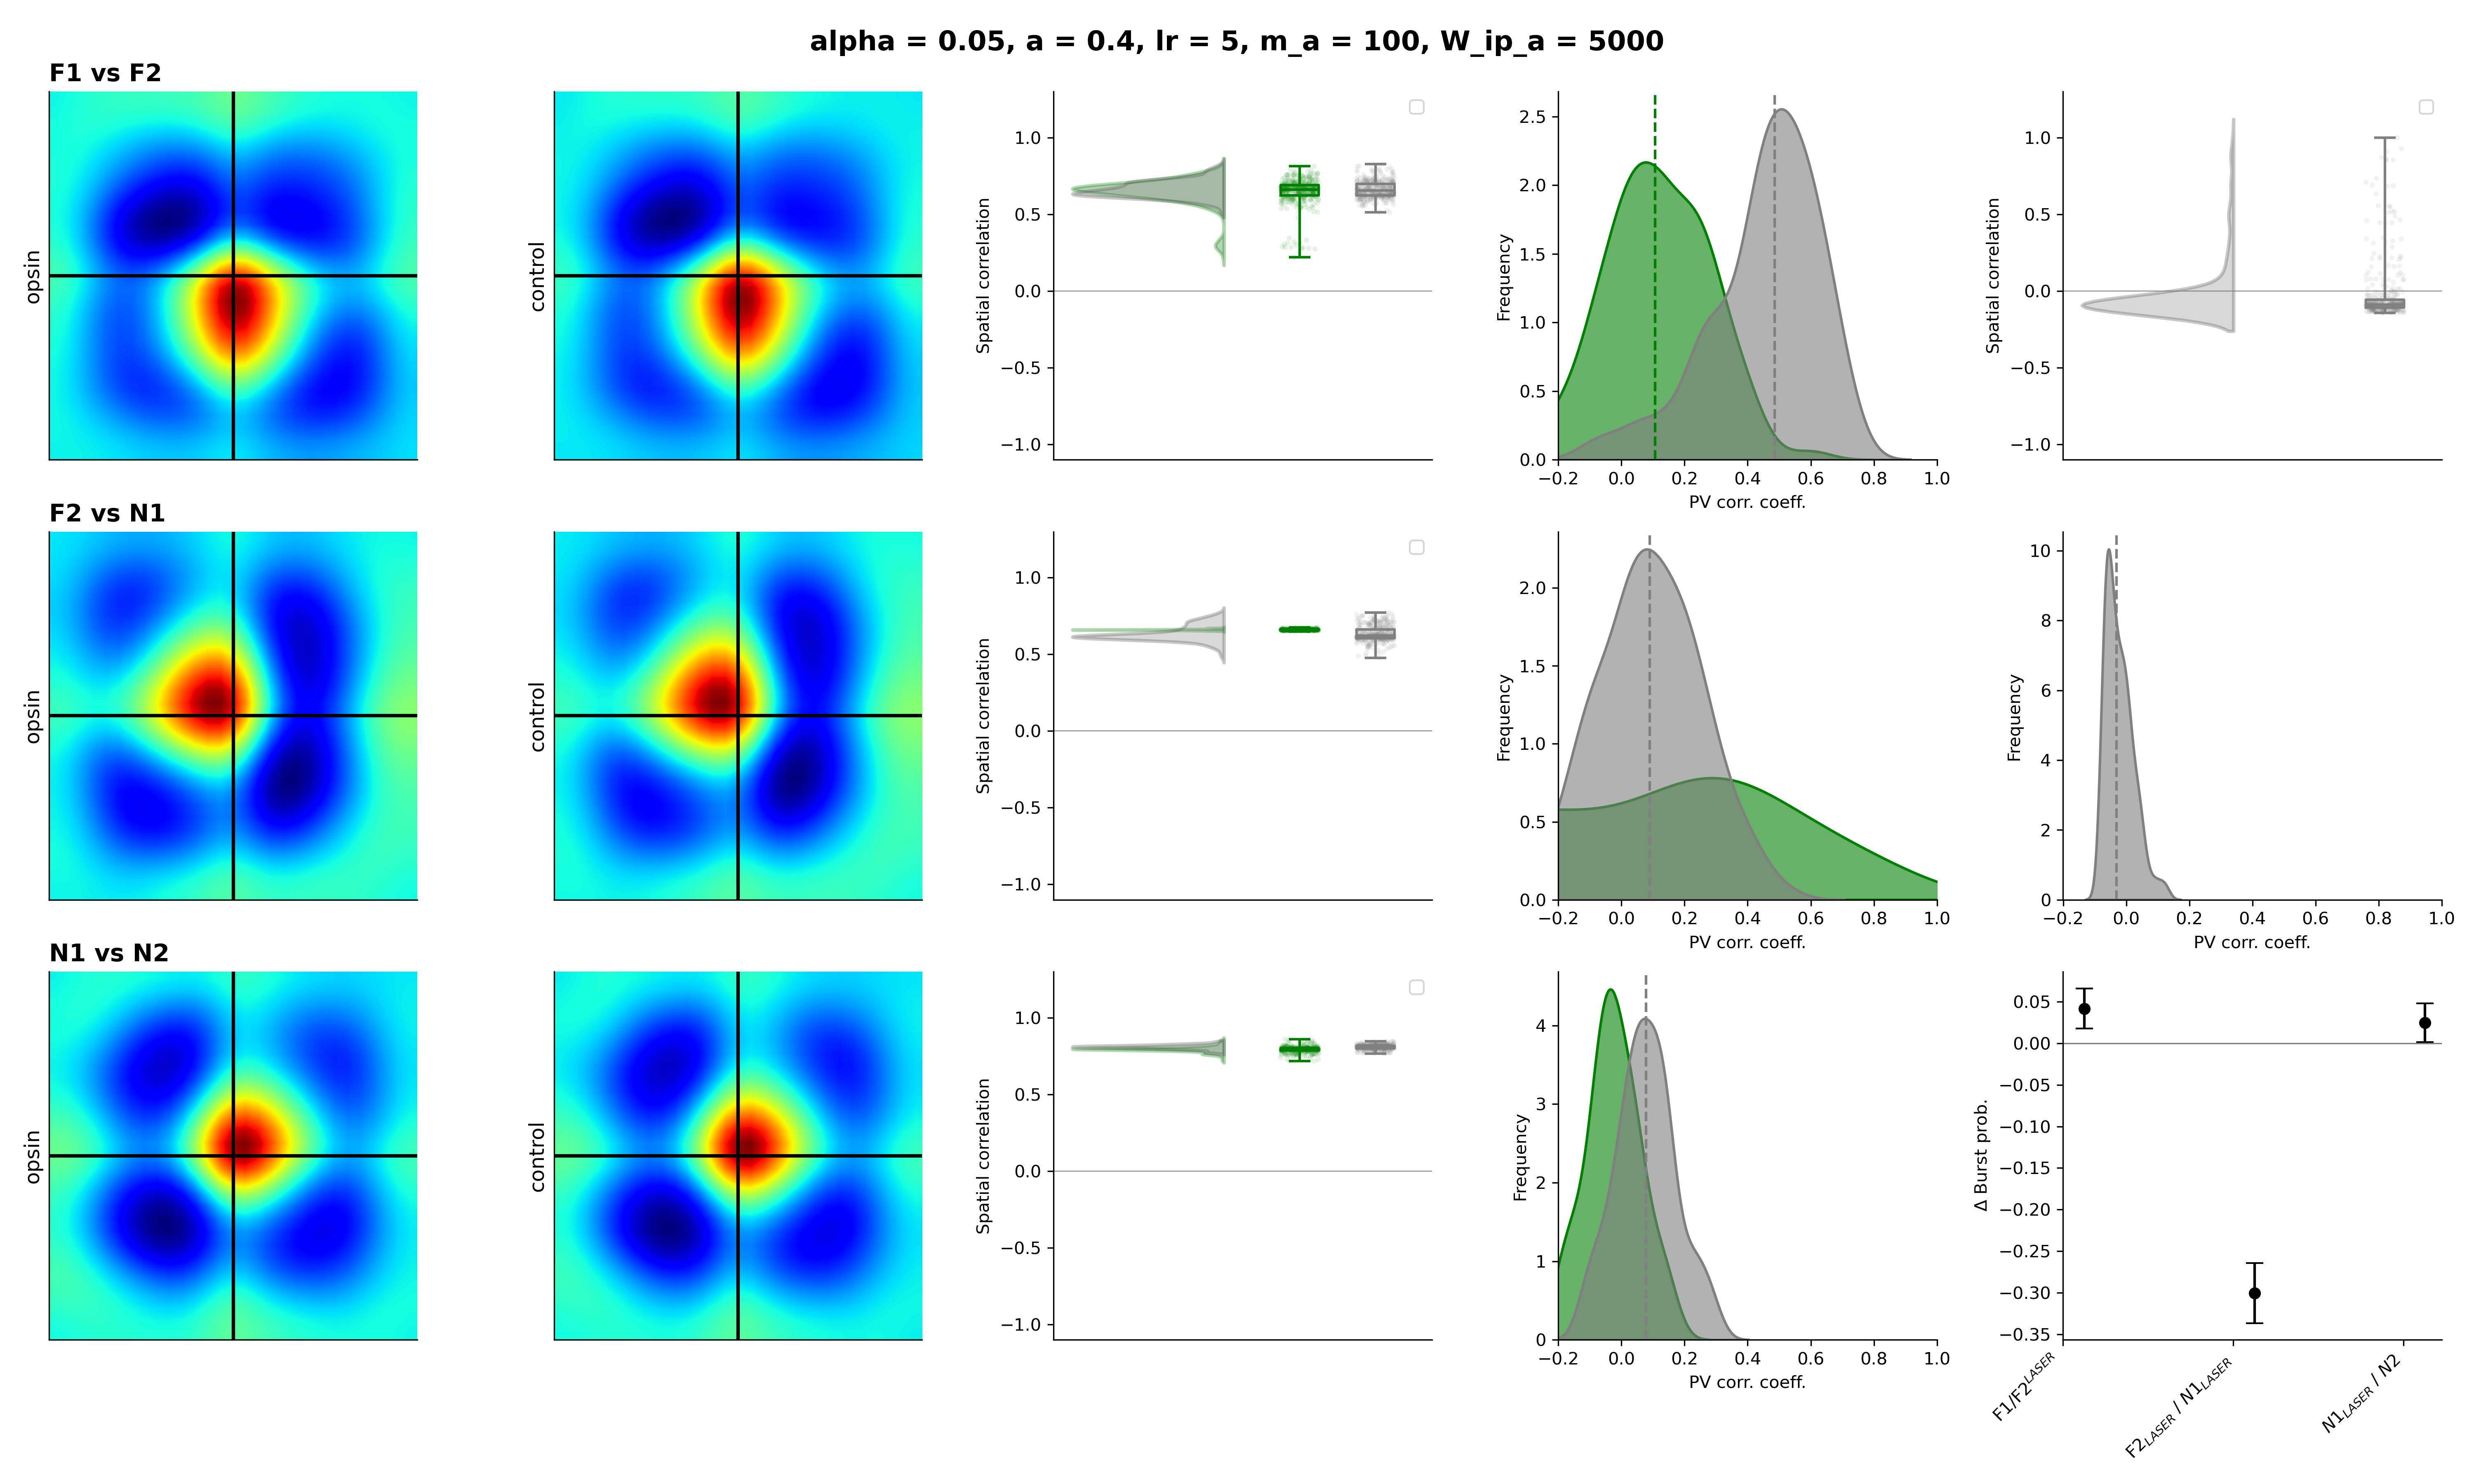 alpha = 0.05, a = 0.4, lr = 5, m_a = 100, W_ip_a = 5000
F1 vs F2
opsin
control
Spatial correlation
1.0
0.5
0.0
−0.5
−1.0
Frequency
2.5
2.0
1.5
1.0
0.5
0.0
−0.2 0.0 0.2 0.4 0.6 0.8 1.0
PV corr. coeff.
Spatial correlation
1.0
0.5
0.0
−0.5
−1.0
F2 vs N1
opsin
control
Spatial correlation
1.0
0.5
0.0
−0.5
−1.0
Frequency
2.0
1.5
1.0
0.5
0.0
−0.2 0.0 0.2 0.4 0.6 0.8 1.0
PV corr. coeff.
Frequency
10
8
6
4
2
0
−0.2 0.0 0.2 0.4 0.6 0.8 1.0
PV corr. coeff.
N1 vs N2
opsin
control
Spatial correlation
1.0
0.5
0.0
−0.5
−1.0
Frequency
4
3
2
1
0
−0.2 0.0 0.2 0.4 0.6 0.8 1.0
PV corr. coeff.
Δ Burst prob.
0.05
0.00
−0.05
−0.10
−0.15
−0.20
−0.25
−0.30
−0.35
F1/F2^LASER
F2_LASER / N1_LASER
N1_LASER / N2